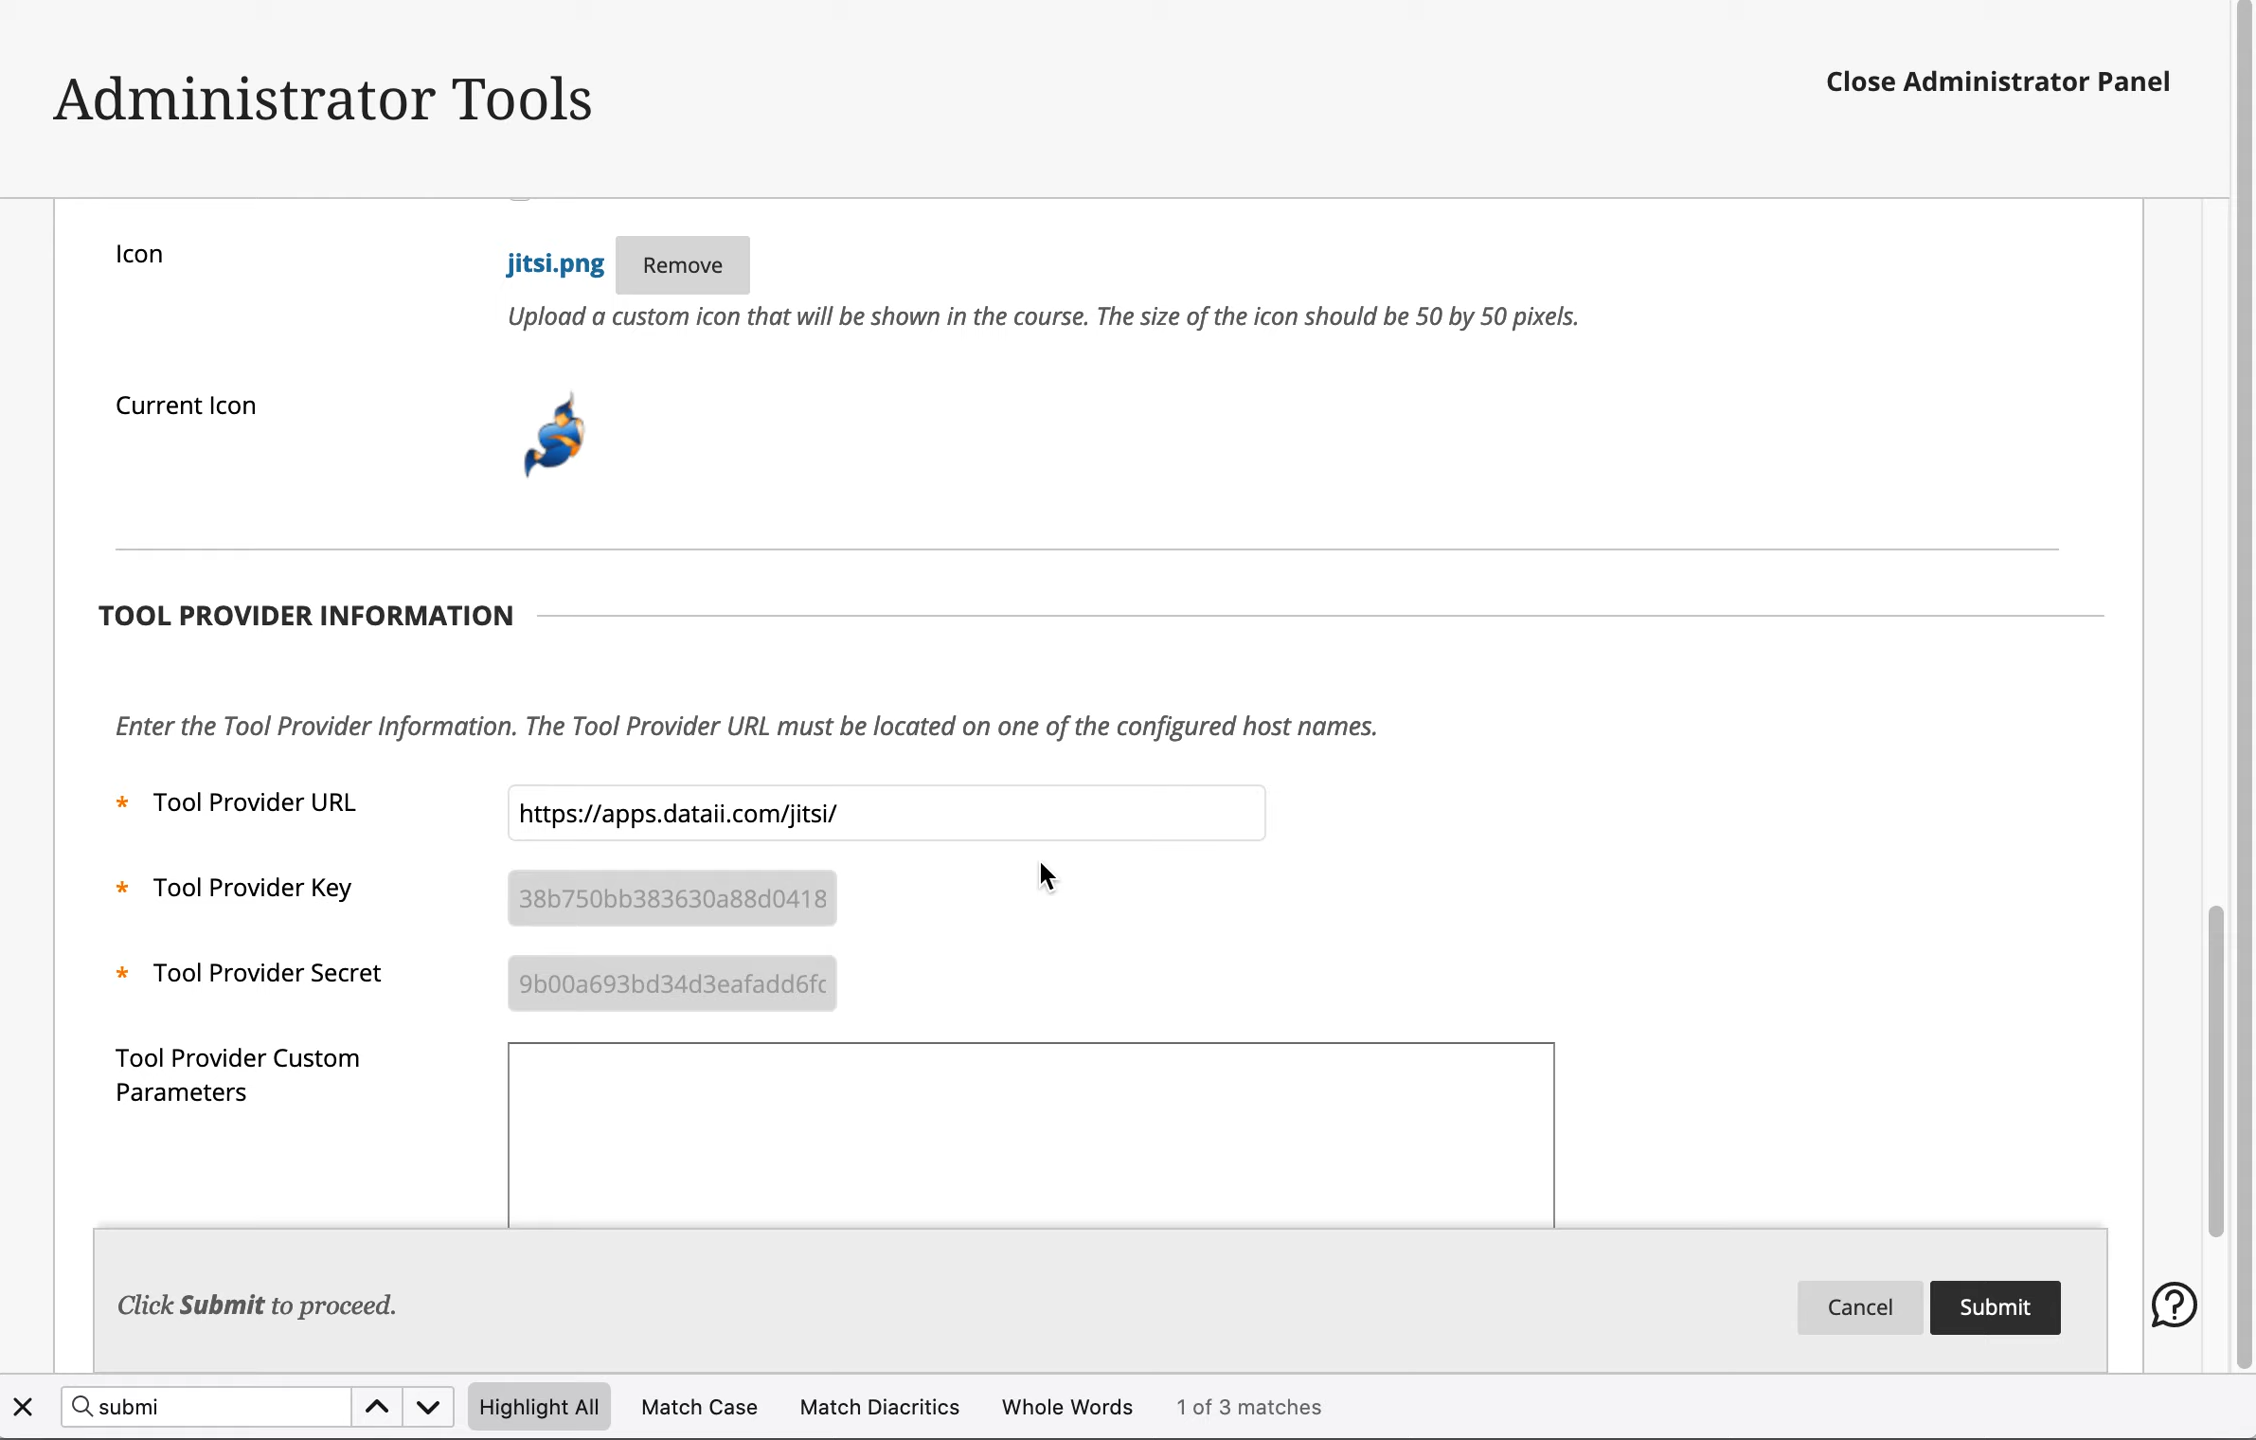 Administrator Tools
Close Administrator Panel
Icon
jitsi.png
Remove
Upload a custom icon that will be shown in the course. The size of the icon should be 50 by 50 pixels.
Current Icon
TOOL PROVIDER INFORMATION
Enter the Tool Provider Information. The Tool Provider URL must be located on one of the configured host names.
* Tool Provider URL
https://apps.dataii.com/jitsi/
* Tool Provider Key
38b750bb383630a88d0418
* Tool Provider Secret
9b00a693bd34d3eafadd6fc
Tool Provider Custom
Parameters
Click Submit to proceed.
Cancel
Submit
submi
Highlight All
Match Case
Match Diacritics
Whole Words
1 of 3 matches